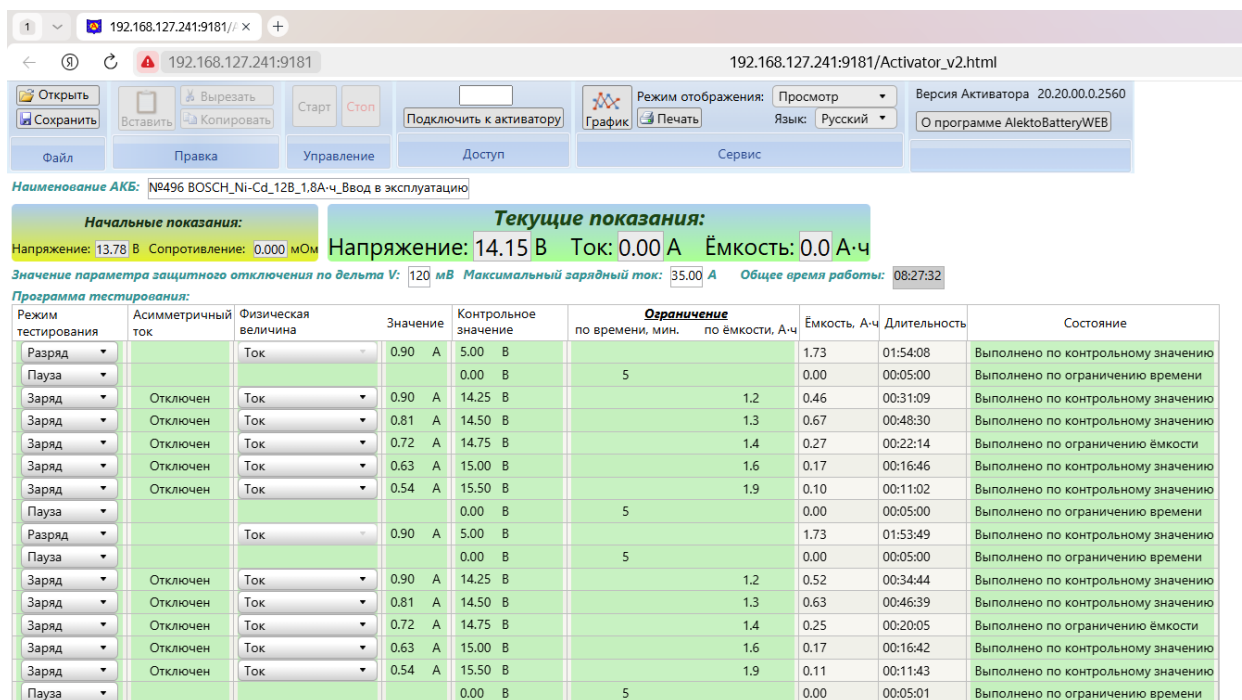 1
192.168.127.241:9181//
192.168.127.241:9181
192.168.127.241:9181/Activator_v2.html
Открыть
Сохранить
Файл
Вставить
Вырезать
Копировать
Правка
Старт Стоп
Управление
Подключить к активатору
Доступ
График
Режим отображения: Просмотр
Печать
Язык: Русский
Сервис
Версия Активатора 20.20.00.0.2560
О программе AlektoBatteryWEB
Наименование АКБ: №496 BOSCH_Ni-Cd_12В_1,8А·ч_Ввод в эксплуатацию
Начальные показания:
Напряжение: 13.78 В Сопротивление: 0.000 мОм
Текущие показания:
Напряжение: 14.15 В Ток: 0.00 А Ёмкость: 0.0 А·ч
Значение параметра защитного отключения по дельта V: 120 мВ Максимальный зарядный ток: 35.00 А Общее время работы: 08:27:32
Программа тестирования:
Режим тестирования Асимметричный ток Физическая величина Значение Контрольное значение Ограничение по времени, мин. по ёмкости, А·ч Ёмкость, А·ч Длительность Состояние
Разряд Ток 0.90 А 5.00 В 1.73 01:54:08 Выполнено по контрольному значению
Пауза 0.00 В 5 0.00 00:05:00 Выполнено по ограничению времени
Заряд Отключен Ток 0.90 А 14.25 В 1.2 0.46 00:31:09 Выполнено по контрольному значению
Заряд Отключен Ток 0.81 А 14.50 В 1.3 0.67 00:48:30 Выполнено по контрольному значению
Заряд Отключен Ток 0.72 А 14.75 В 1.4 0.27 00:22:14 Выполнено по ограничению ёмкости
Заряд Отключен Ток 0.63 А 15.00 В 1.6 0.17 00:16:46 Выполнено по контрольному значению
Заряд Отключен Ток 0.54 А 15.50 В 1.9 0.10 00:11:02 Выполнено по контрольному значению
Пауза 0.00 В 5 0.00 00:05:00 Выполнено по ограничению времени
Разряд Ток 0.90 А 5.00 В 1.73 01:53:49 Выполнено по контрольному значению
Пауза 0.00 В 5 0.00 00:05:00 Выполнено по ограничению времени
Заряд Отключен Ток 0.90 А 14.25 В 1.2 0.52 00:34:44 Выполнено по контрольному значению
Заряд Отключен Ток 0.81 А 14.50 В 1.3 0.63 00:46:39 Выполнено по контрольному значению
Заряд Отключен Ток 0.72 А 14.75 В 1.4 0.25 00:20:05 Выполнено по ограничению ёмкости
Заряд Отключен Ток 0.63 А 15.00 В 1.6 0.17 00:16:42 Выполнено по контрольному значению
Заряд Отключен Ток 0.54 А 15.50 В 1.9 0.11 00:11:43 Выполнено по контрольному значению
Пауза 0.00 В 5 0.00 00:05:01 Выполнено по ограничению времени